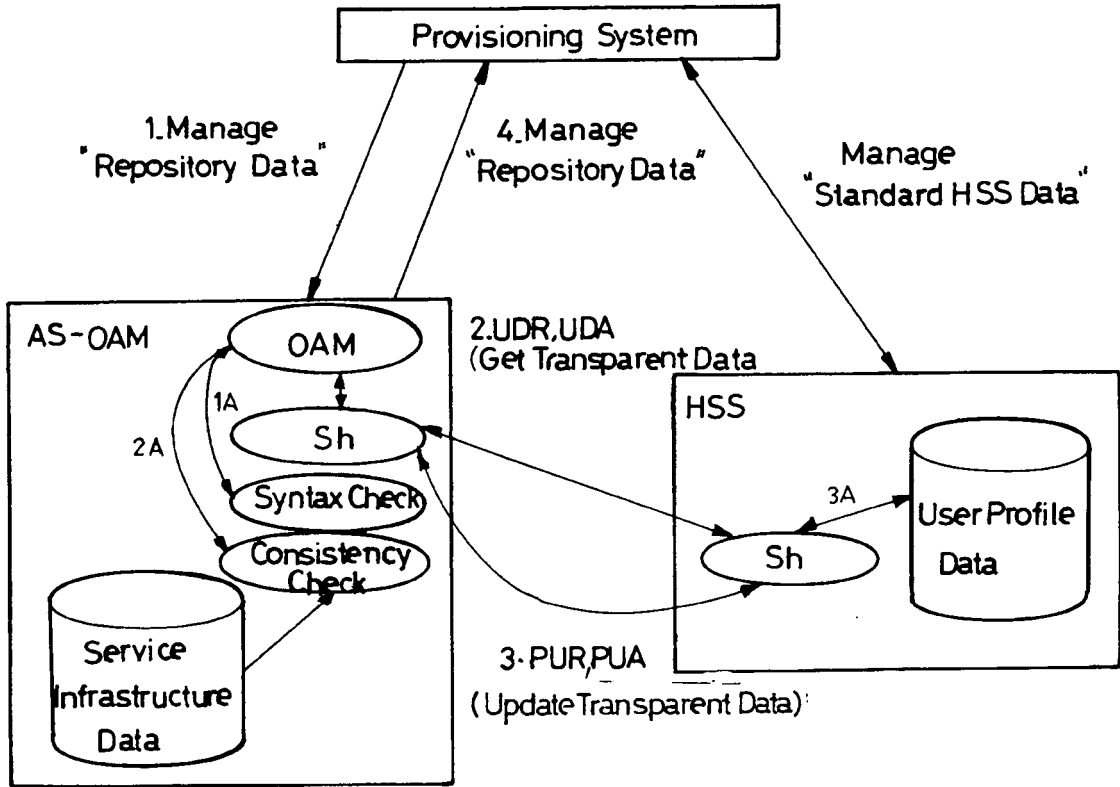 Provisioning System
1.Manage
"Repository Data"
4.Manage
"Repository Data"
Manage
"Standard HSS Data"
AS-OAM
OAM
2.UDR,UDA
(Get Transparent Data
1A
2A
Sh
Syntax Check
Consistency
Check
Service
Infrastructure
Data
HSS
3A
User Profile
Data
Sh
3.PUR,PUA
(Update Transparent Data)